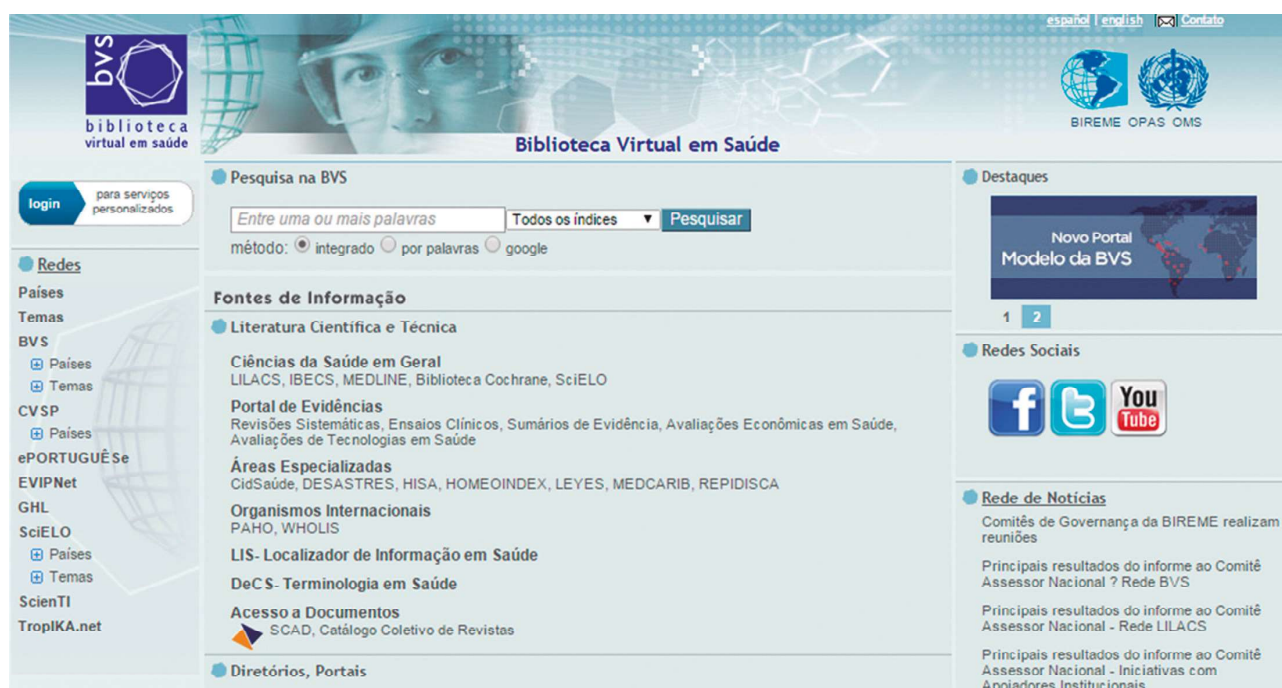 español | english Contato
bvs
biblioteca
virtual em saúde
BIREME OPAS OMS
Biblioteca Virtual em Saúde
login
para serviços
personalizados
Redes
Países
Temas
BVS
Países
Temas
CVSP
Países
ePORTUGUÊSe
EVIPNet
GHL
SciELO
Países
Temas
ScienTI
TropIKA.net
Pesquisa na BVS
Entre uma ou mais palavras Todos os índices Pesquisar
método: integrado por palavras google
Fontes de Informação
Literatura Científica e Técnica
Ciências da Saúde em Geral
LILACS, IBECS, MEDLINE, Biblioteca Cochrane, SciELO
Portal de Evidências
Revisões Sistemáticas, Ensaios Clínicos, Sumários de Evidência, Avaliações Econômicas em Saúde,
Avaliações de Tecnologias em Saúde
Áreas Especializadas
CidSaúde, DESASTRES, HISA, HOMEOINDEX, LEYES, MEDCARIB, REPIDISCA
Organismos Internacionais
PAHO, WHOLIS
LIS- Localizador de Informação em Saúde
DeCS- Terminologia em Saúde
Acesso a Documentos
SCAD, Catálogo Coletivo de Revistas
Diretórios, Portais
Destaques
Novo Portal
Modelo da BVS
1 2
Redes Sociais
You
Tube
Rede de Notícias
Comitês de Governança da BIREME realizam
reuniões
Principais resultados do informe ao Comitê
Assessor Nacional ? Rede BVS
Principais resultados do informe ao Comitê
Assessor Nacional - Rede LILACS
Principais resultados do informe ao Comitê
Assessor Nacional - Iniciativas com
Apoiadores Institucionais